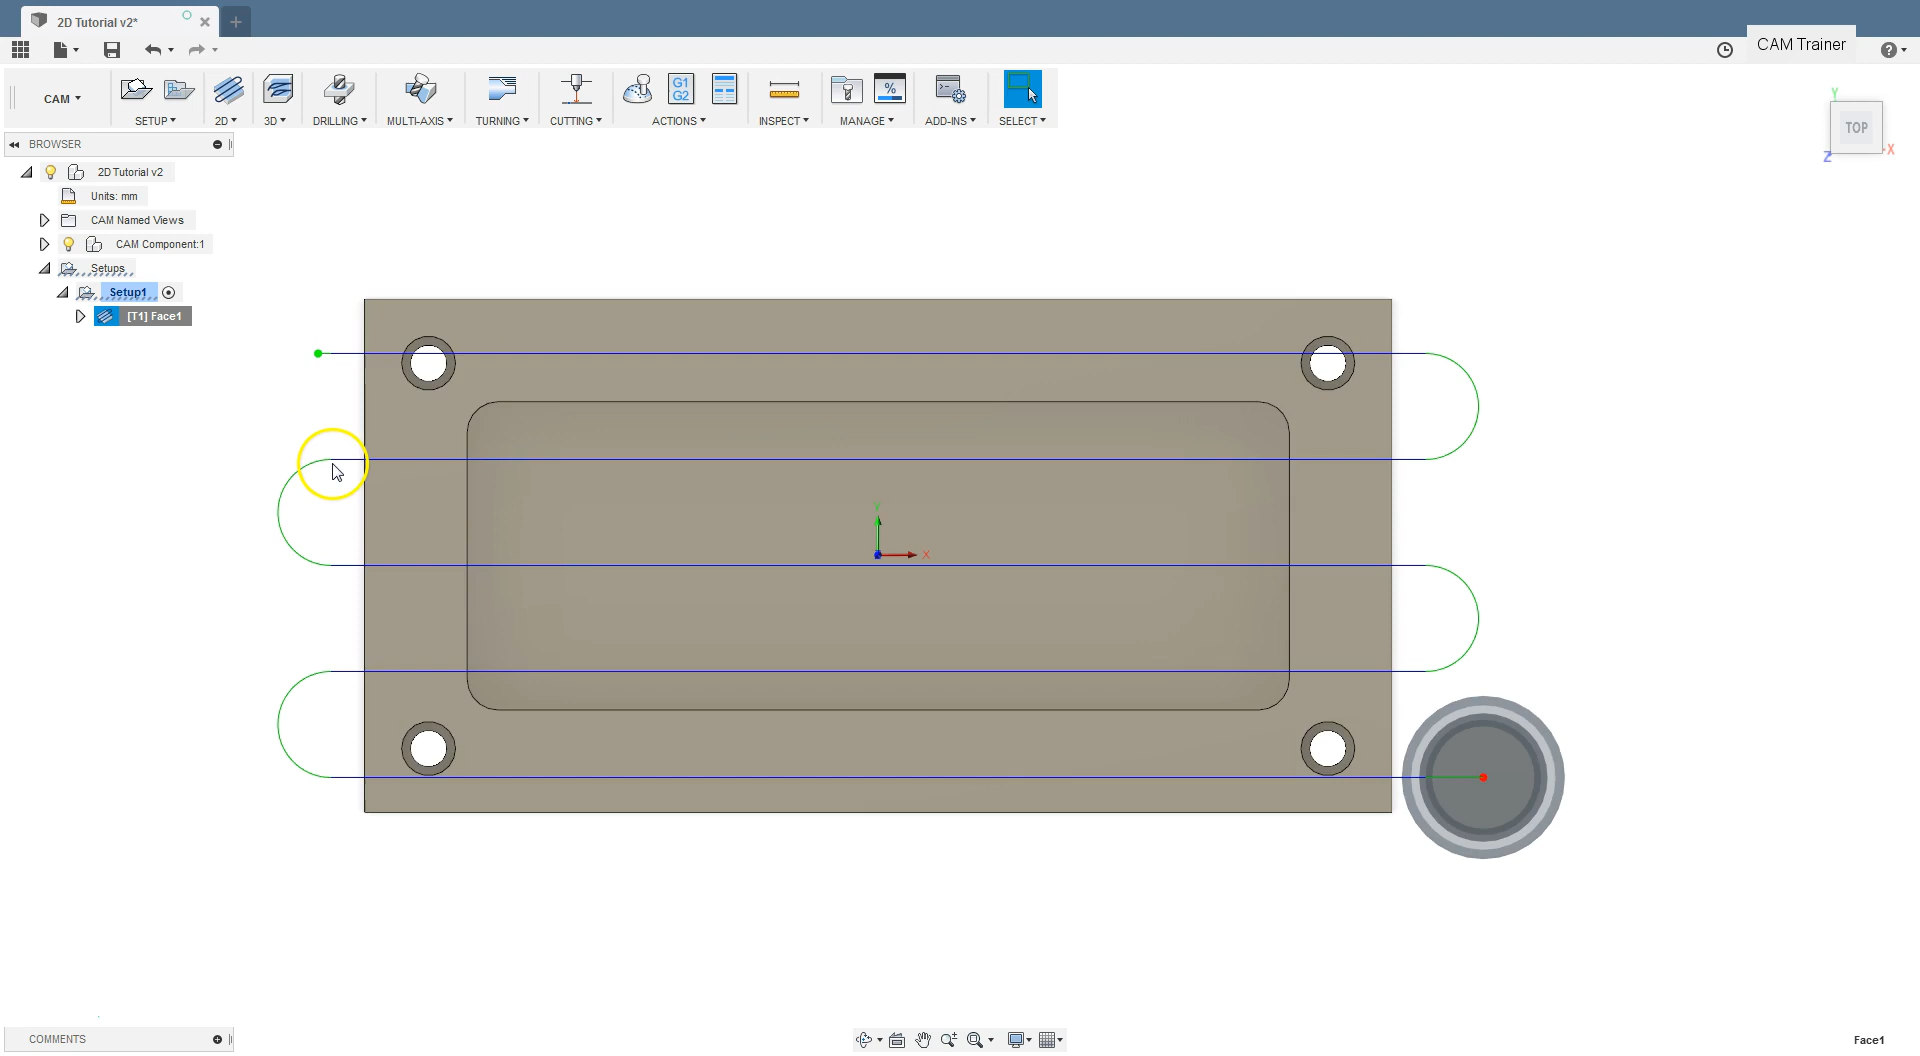 2D Tutorial v2*
CAM Trainer
CAM
G1
G2
%
SETUP
2D
3D
DRILLING
MULTI-AXIS
TURNING
CUTTING
ACTIONS
INSPECT
MANAGE
ADD-INS
SELECT
Y
TOP
X
Z
BROWSER
2D Tutorial v2
Units: mm
CAM Named Views
CAM Component:1
Setups
Setup1
[T1] Face1
Y
X
COMMENTS
Face1